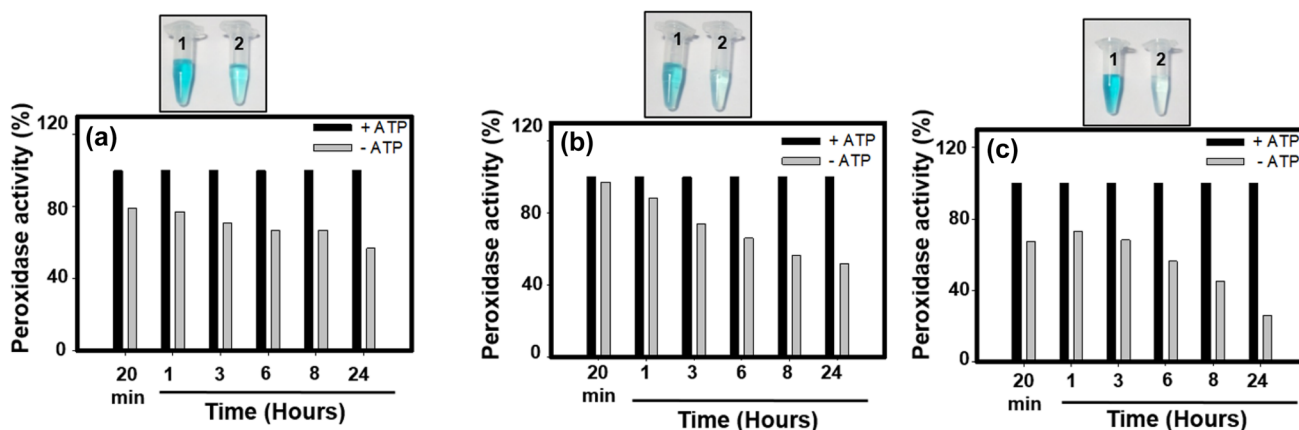 1 2
(a)
+ ATP
- ATP
Peroxidase activity (%)
120
80
40
0
20 1 3 6 8 24
min
Time (Hours)
1 2
(b)
+ ATP
- ATP
Peroxidase activity (%)
120
80
40
0
20 1 3 6 8 24
min
Time (Hours)
1 2
(c)
+ ATP
- ATP
Peroxidase activity (%)
120
80
40
0
20 1 3 6 8 24
min
Time (Hours)